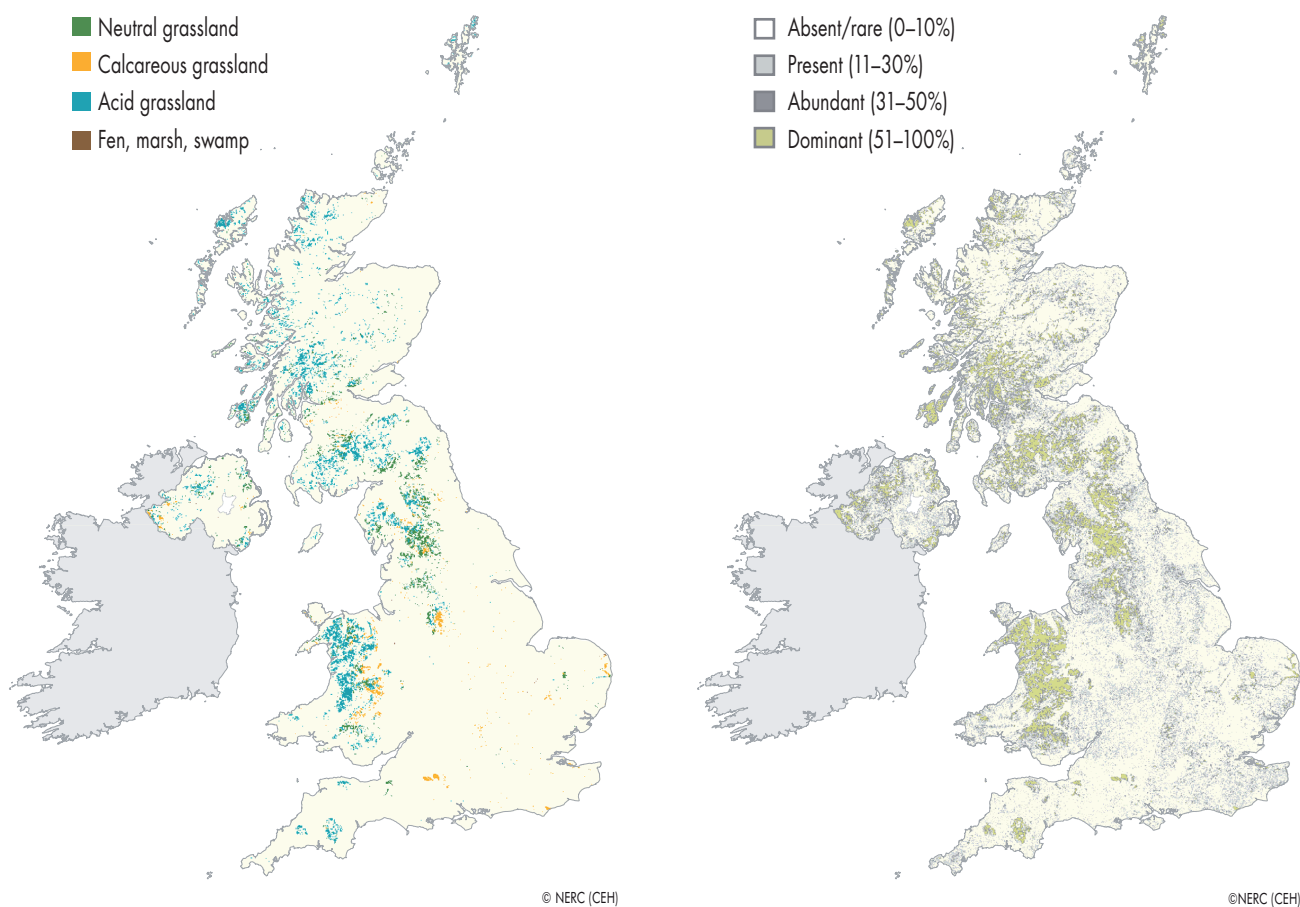 Neutral grassland
Calcareous grassland
Acid grassland
Fen, marsh, swamp
© NERC (CEH)
Absent/rare (0–10%)
Present (11–30%)
Abundant (31–50%)
Dominant (51–100%)
©NERC (CEH)